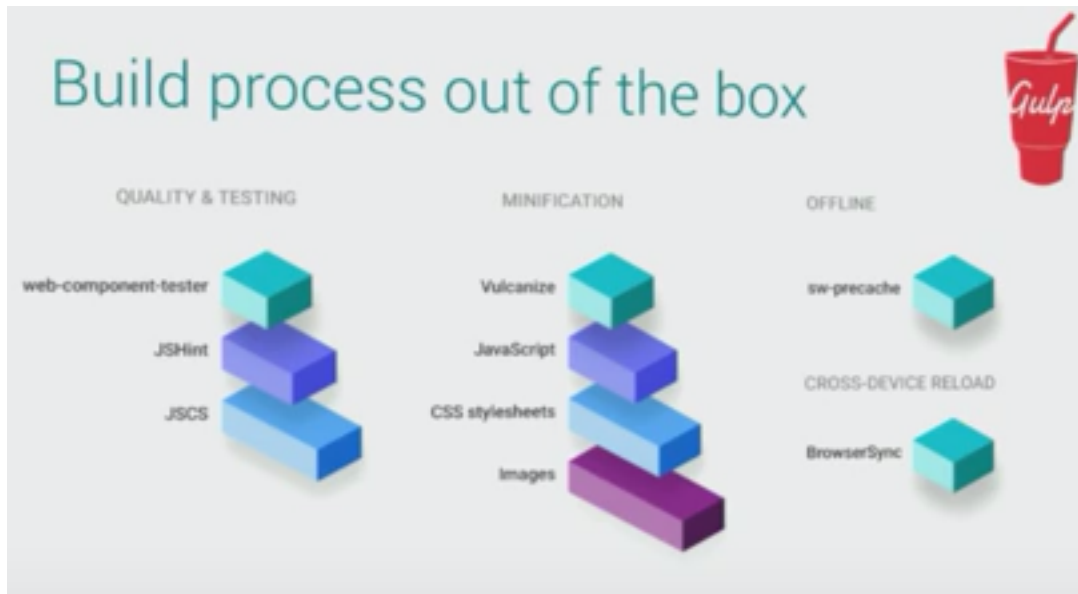 Build process out of the box
Gulp
QUALITY & TESTING
web-component-tester
JSHint
JSCS
MINIFICATION
Vulcanize
JavaScript
CSS stylesheets
Images
OFFLINE
sw-precache
CROSS-DEVICE RELOAD
BrowserSync